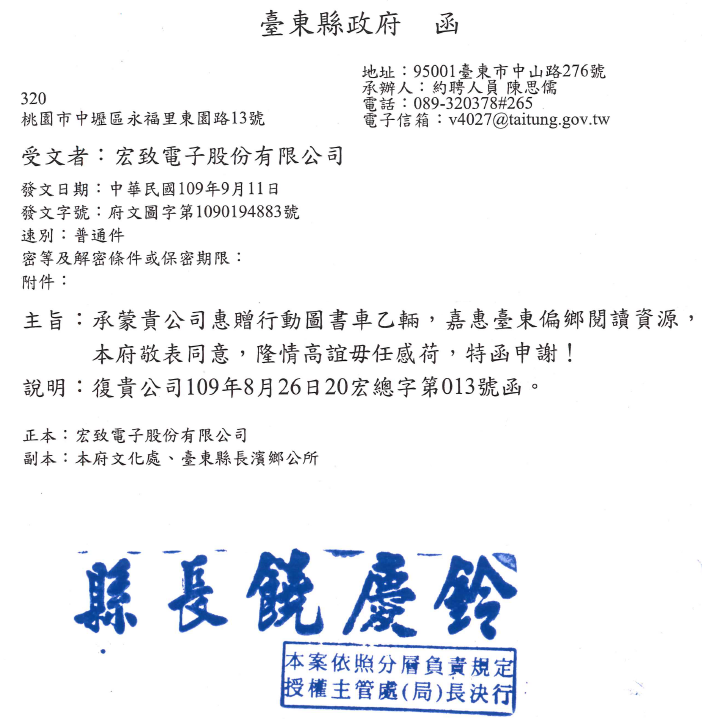 臺東縣政府　函
地址：95001臺東市中山路276號
承辦人：約聘人員 陳思儒
電話：089-320378#265
電子信箱：v4027@taitung.gov.tw
320
桃園市中壢區永福里東園路13號
受文者：宏致電子股份有限公司
發文日期：中華民國109年9月11日
發文字號：府文圖字第1090194883號
速別：普通件
密等及解密條件或保密期限：
附件：
主旨：承蒙貴公司惠贈行動圖書車乙輛，嘉惠臺東偏鄉閱讀資源，
本府敬表同意，隆情高誼毋任感荷，特函申謝！
說明：復貴公司109年8月26日20宏總字第013號函。
正本：宏致電子股份有限公司
副本：本府文化處、臺東縣長濱鄉公所
縣長饒慶鈴
本案依照分層負責規定
授權主管處(局)長決行